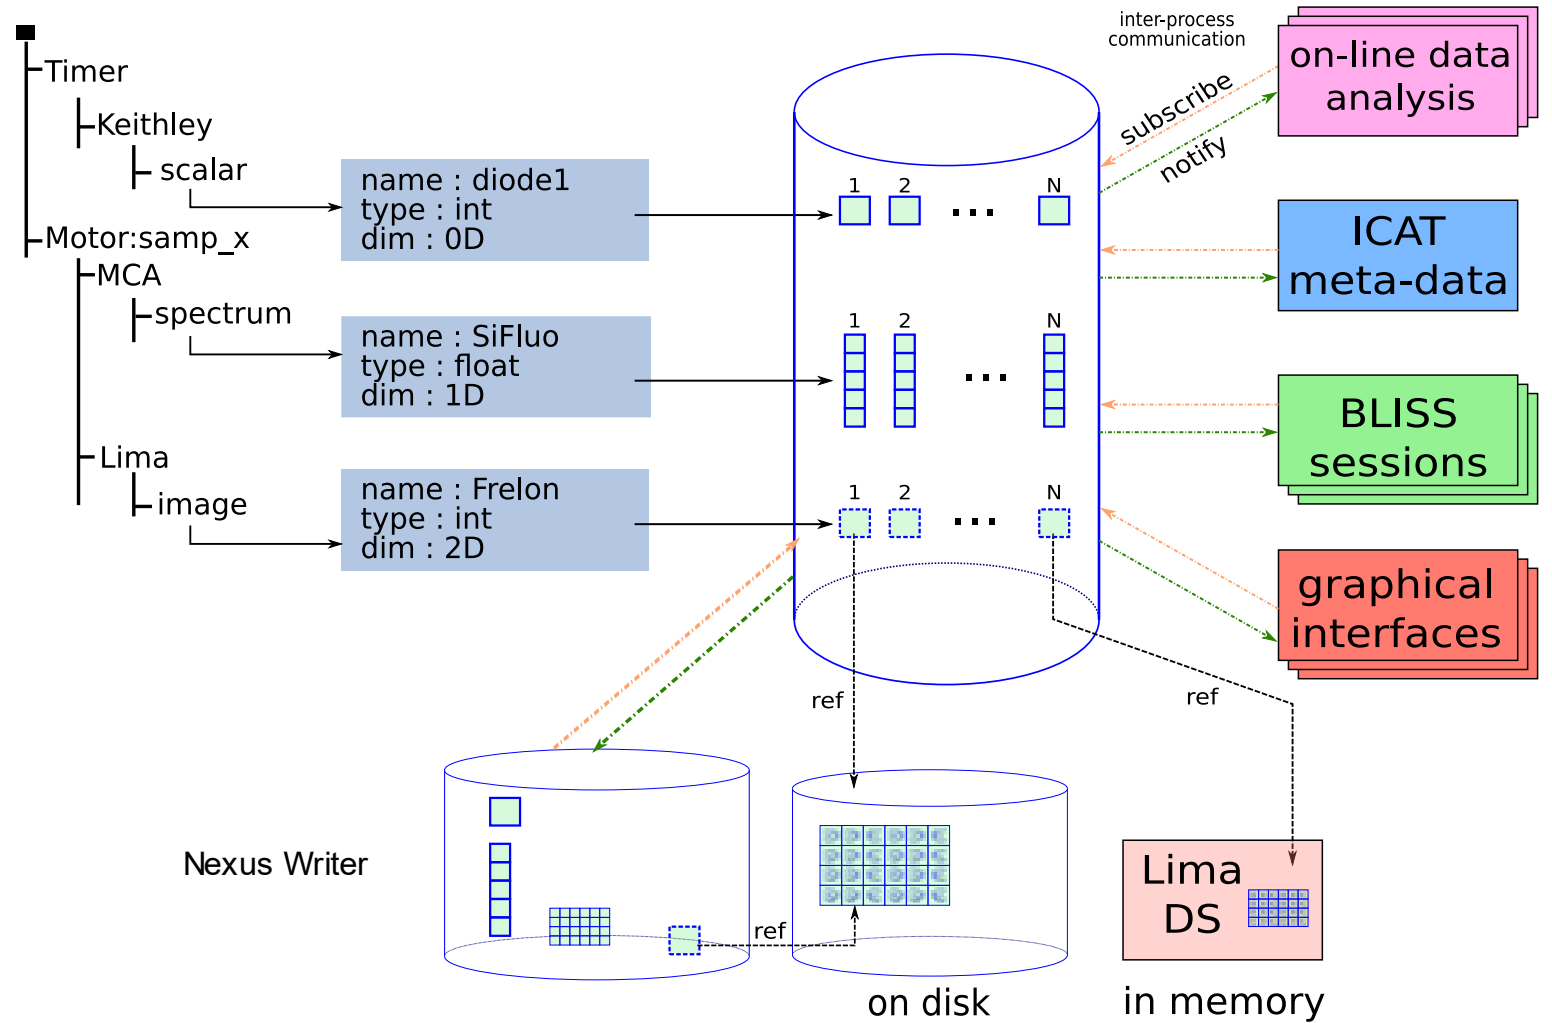 inter-process
communication
on-line data
analysis
subscribe
notify
Timer
Keithley
scalar
name : diode1
type : int
dim : 0D
1 2 N
Motor:samp_x
MCA
ICAT
meta-data
spectrum
name : SiFluo
type : float
dim : 1D
1 2 N
BLISS
sessions
Lima
image
name : Frelon
type : int
dim : 2D
1 2 N
graphical
interfaces
ref
ref
Nexus Writer
ref
Lima
DS
on disk
in memory